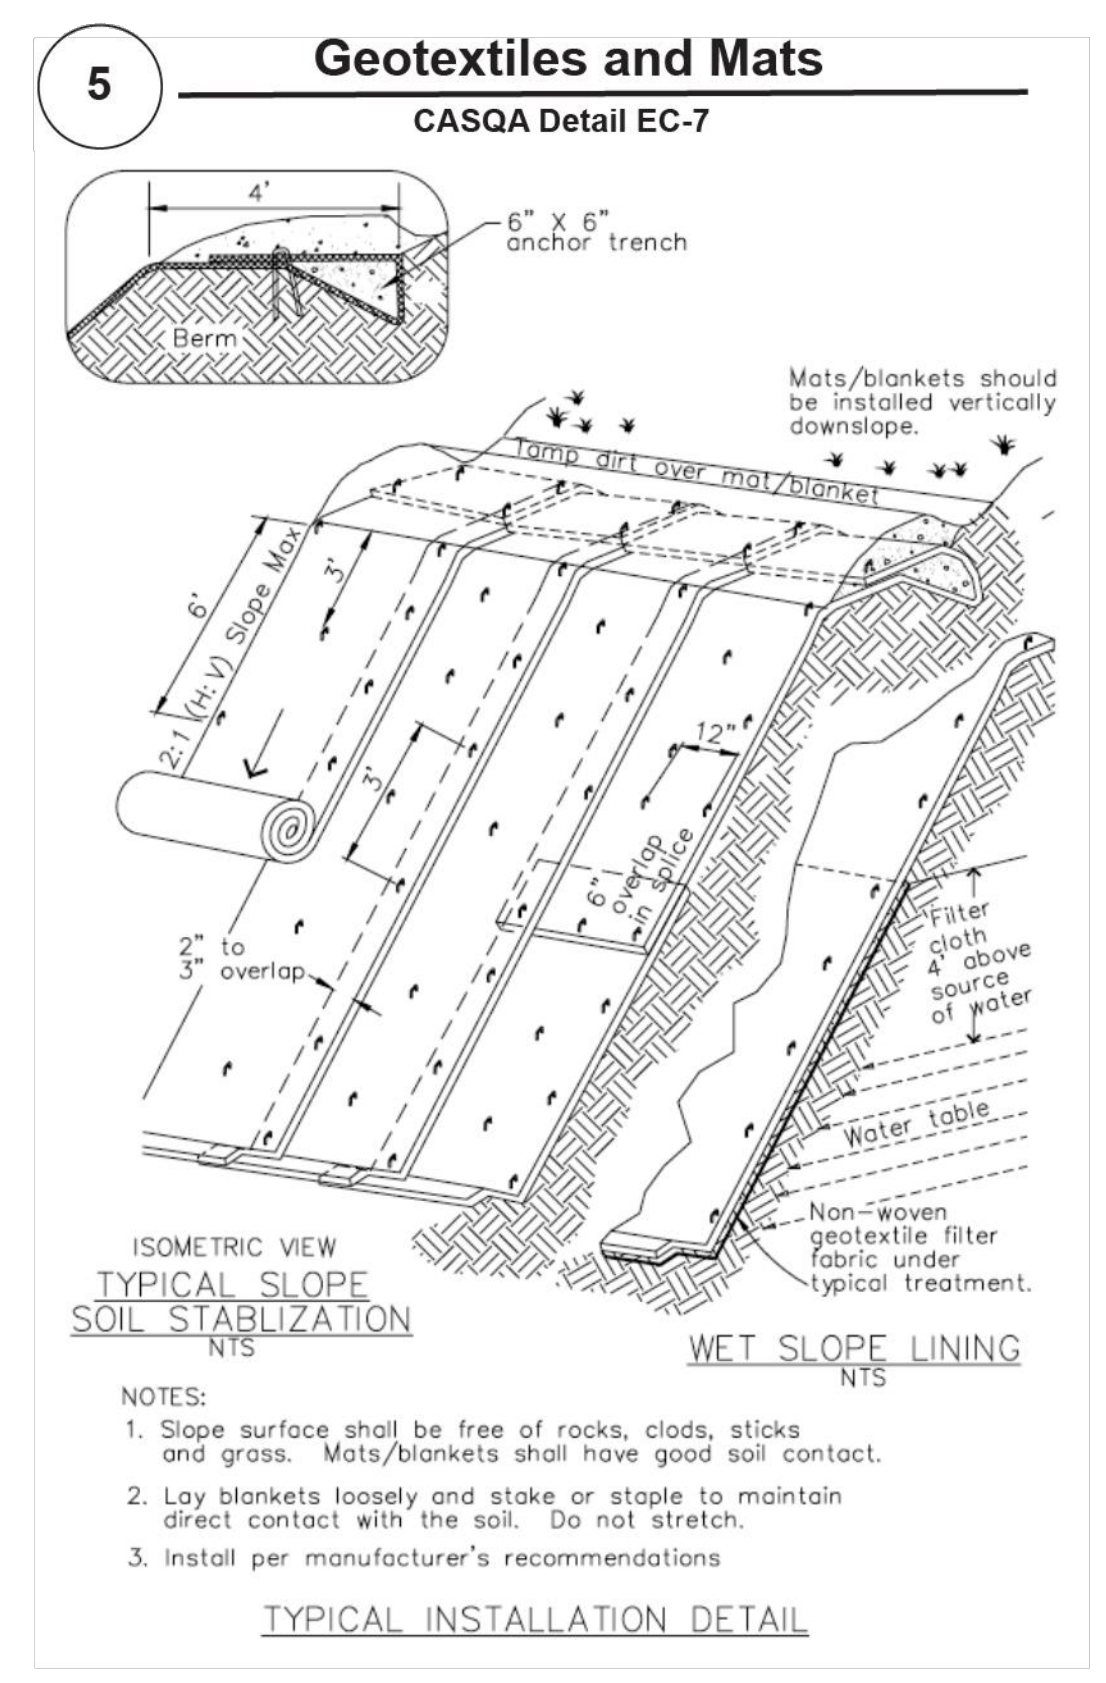 5
Geotextiles and Mats
CASQA Detail EC-7
4'
6" X 6"
anchor trench
Berm
Mats/blankets should
be installed vertically
downslope.
Tamp dirt over mat/blanket
6'
2:1 (H:V) Slope Max
3'
3'
12"
6"
overlap
in splice
2" to
3" overlap
Filter
cloth
4' above
source
of water
Water table
Non-woven
geotextile filter
fabric under
typical treatment.
ISOMETRIC VIEW
TYPICAL SLOPE
SOIL STABLIZATION
NTS
WET SLOPE LINING
NTS
NOTES:
1. Slope surface shall be free of rocks, clods, sticks
and grass. Mats/blankets shall have good soil contact.
2. Lay blankets loosely and stake or staple to maintain
direct contact with the soil. Do not stretch.
3. Install per manufacturer's recommendations
TYPICAL INSTALLATION DETAIL